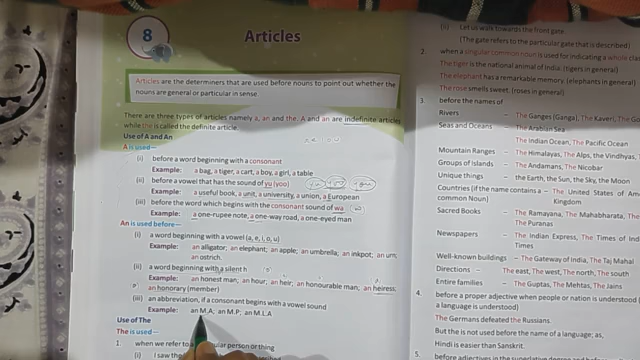 8
Articles
Articles are the determiners that are used before nouns to point out whether the
nouns are general or particular in sense
There are three types of articles namely a, an and the. A and an are indefinite articles
while the is called the definite article.
Use of A and An
A is used—
(i) before a word beginning with a consonant
Example: a bag, a tiger, a cart, a boy, a girl, a table
(ii) before a vowel that has the sound of yu (yoo)
Example: a useful book, a unit, a university, a union, a European
(iii) before the word which begins with the consonant sound of wa
Example: a one-rupee note, a one-way road, a one-eyed man
An is used before—
(i) a word beginning with a vowel (a, e, i, o, u)
Example: an alligator; an elephant; an apple; an umbrella; an inkpot; an urn
an ostrich.
(ii) a word beginning with a silent h
Example: an honest man; an hour; an heir; an honourable man; an heiress
an honorary (member)
(iii) an abbreviation, if a consonant begins with a vowel sound
Example: an M.A; an M.P; an M.L.A
Use of The
The is used—
1. when we refer to a person or thing
(i) I saw the
(ii) Let us walk towards the front gate
(The gate refers to the particular gate that is described)
2. when a singular common noun is used for indicating a whole
The tiger is the national animal of India. (tigers in general)
The elephant has a remarkable memory. (elephants in general)
The rose smells sweet. (roses in general)
3. before the names of
Rivers – The Ganges (Ganga), The Kaveri, The
Seas and Oceans – The Arabian Sea
The Indian Ocean, The Pacific Ocean
Mountain Ranges – The Himalayas, The Alps, the Vindhyas,
Groups of Islands – The Andamans, The Nicobar
Unique things – the Earth, the Sun, the Sky, the Moon
Countries (if the name contains a – The United States of
common Noun) Kingdom
Sacred Books – The Ramayana, The Mahabharata, The
The Puranas
Newspapers – The Indian Express, The Times of
Times
Well-known buildings – The Gateway of India, The Taj Mahal
Directions – The east, The west, The north, The south
Entire families – The Guptas, The Mehtas, The Jains
4. before a proper adjective when people or nation is understood
a language is understood)
The Germans defeated the Russians.
But the is not used before the name of a language; as,
Hindi is easier than Sanskrit.
5. before adjectives in the superlative degree and